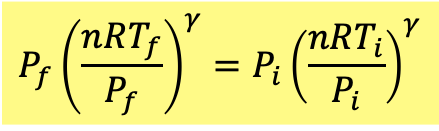 P_f (nRT_f / P_f)^γ = P_i (nRT_i / P_i)^γ